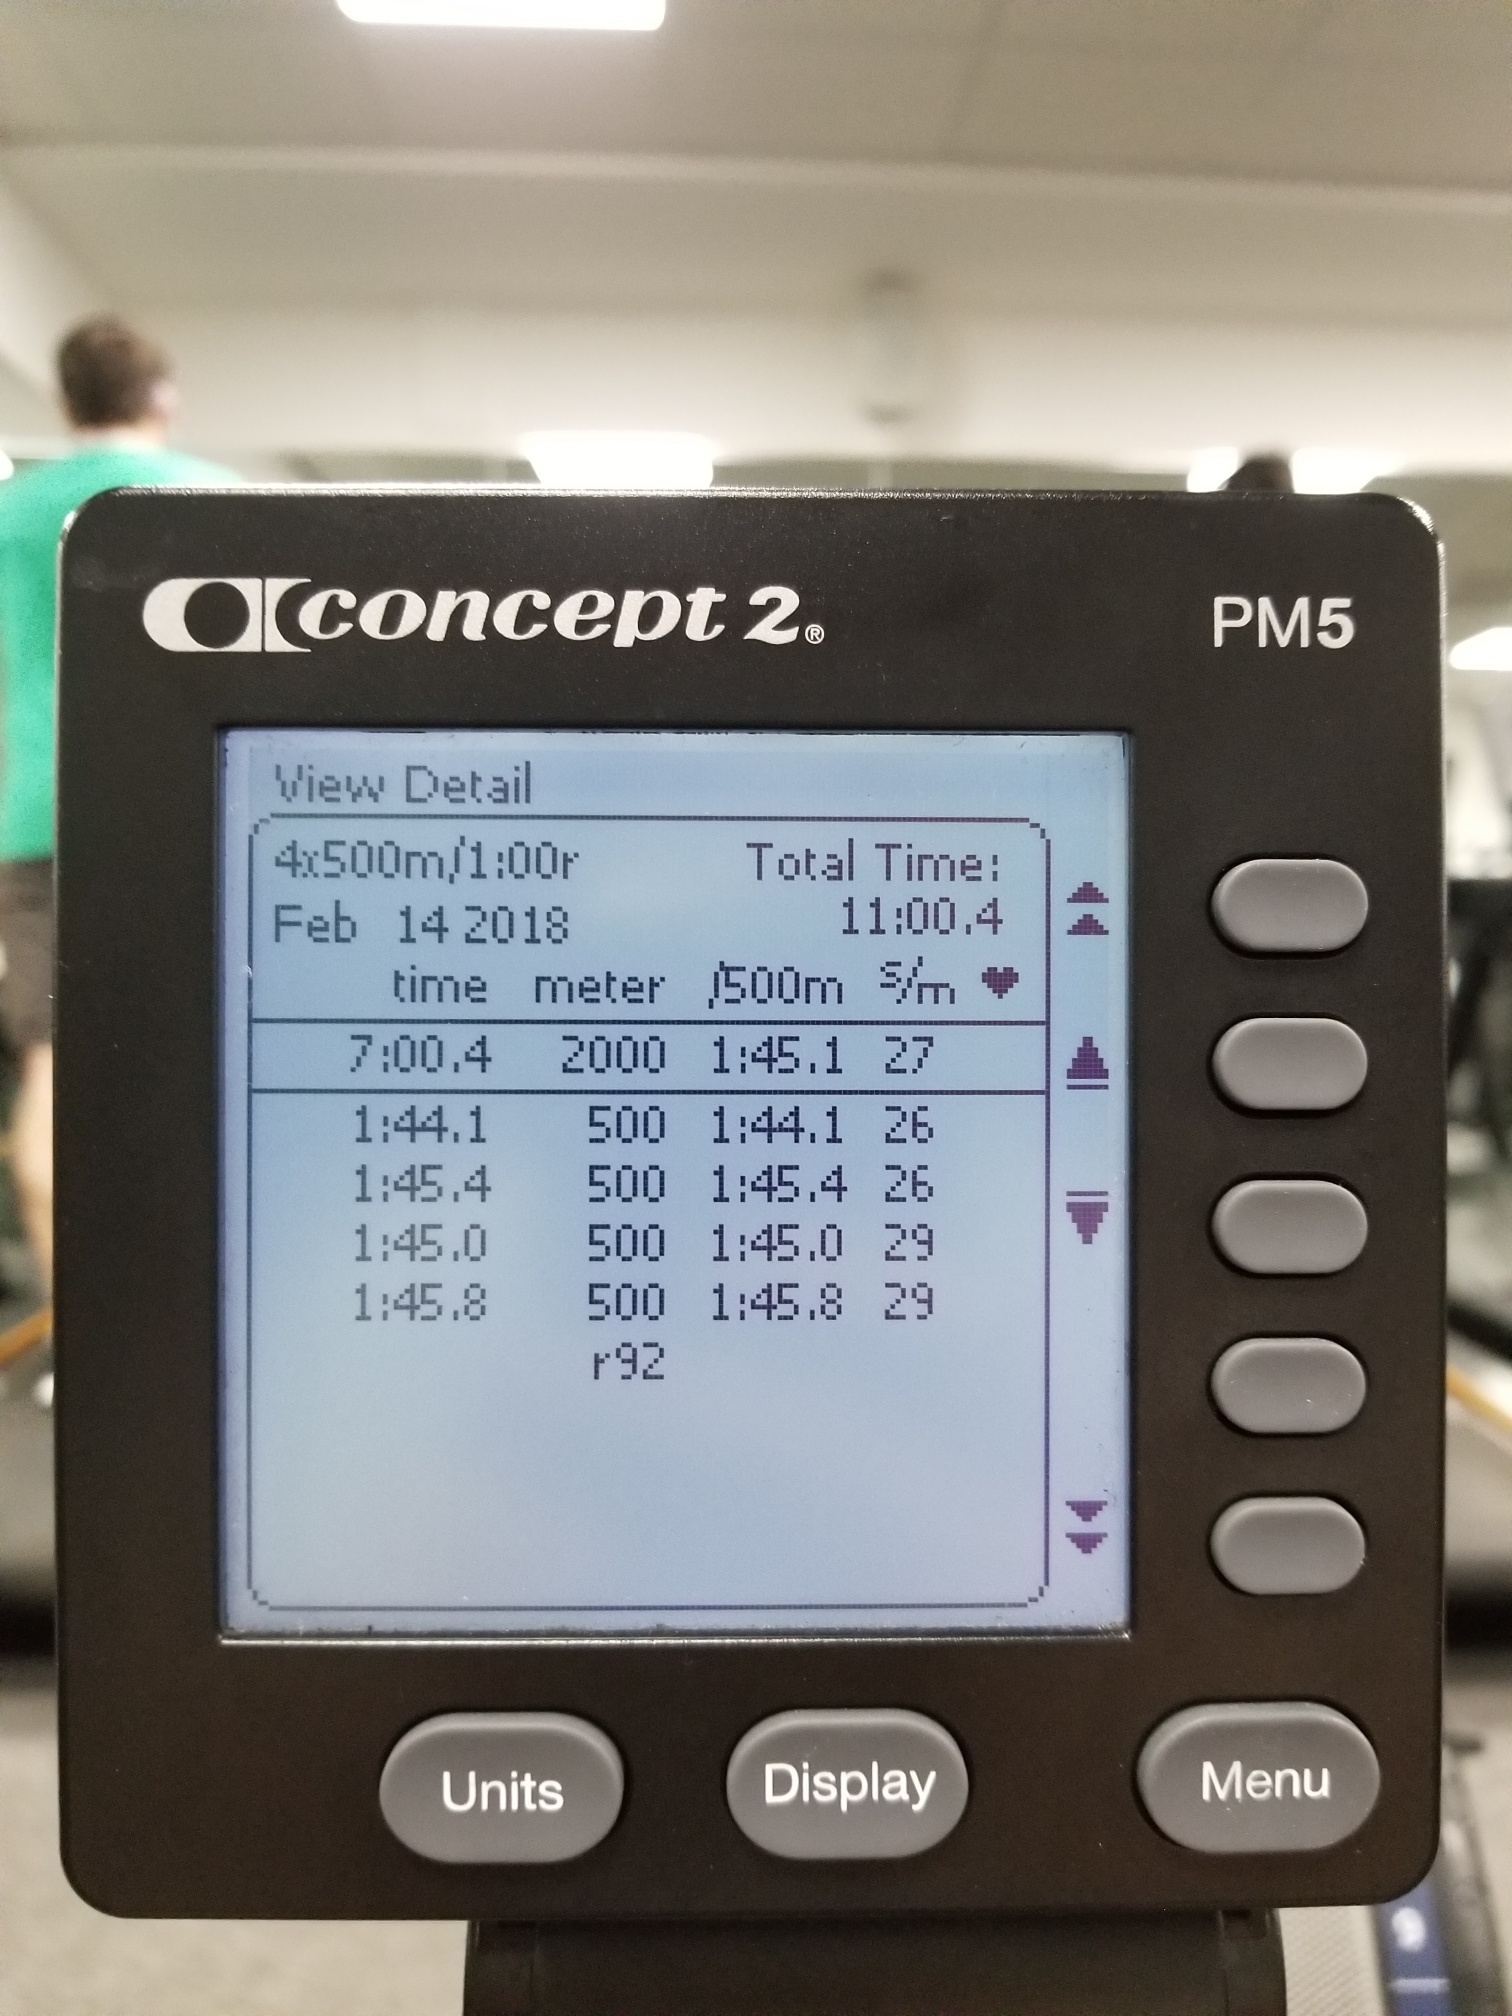 concept 2®
PM5
View Detail
4x500m/1:00r Total Time:
Feb 14 2018 11:00.4
time meter /500m s/m ♥
7:00.4 2000 1:45.1 27
1:44.1 500 1:44.1 26
1:45.4 500 1:45.4 26
1:45.0 500 1:45.0 29
1:45.8 500 1:45.8 29
r92
Units Display Menu